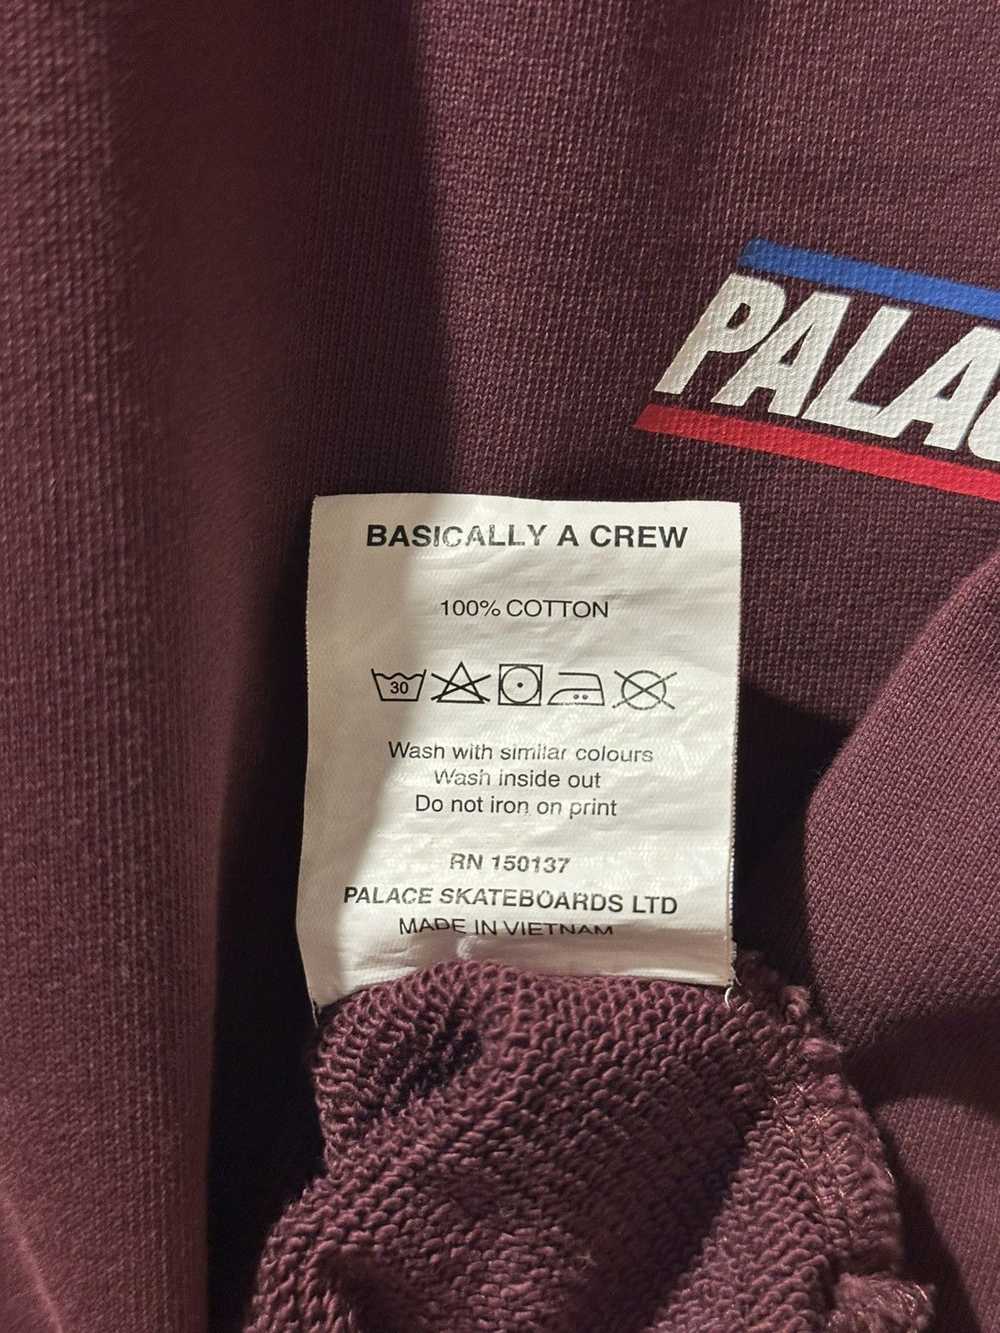 PALAC
BASICALLY A CREW
100% COTTON
30
Wash with similar colours
Wash inside out
Do not iron on print
RN 150137
PALACE SKATEBOARDS LTD
MADE IN VIETNAM